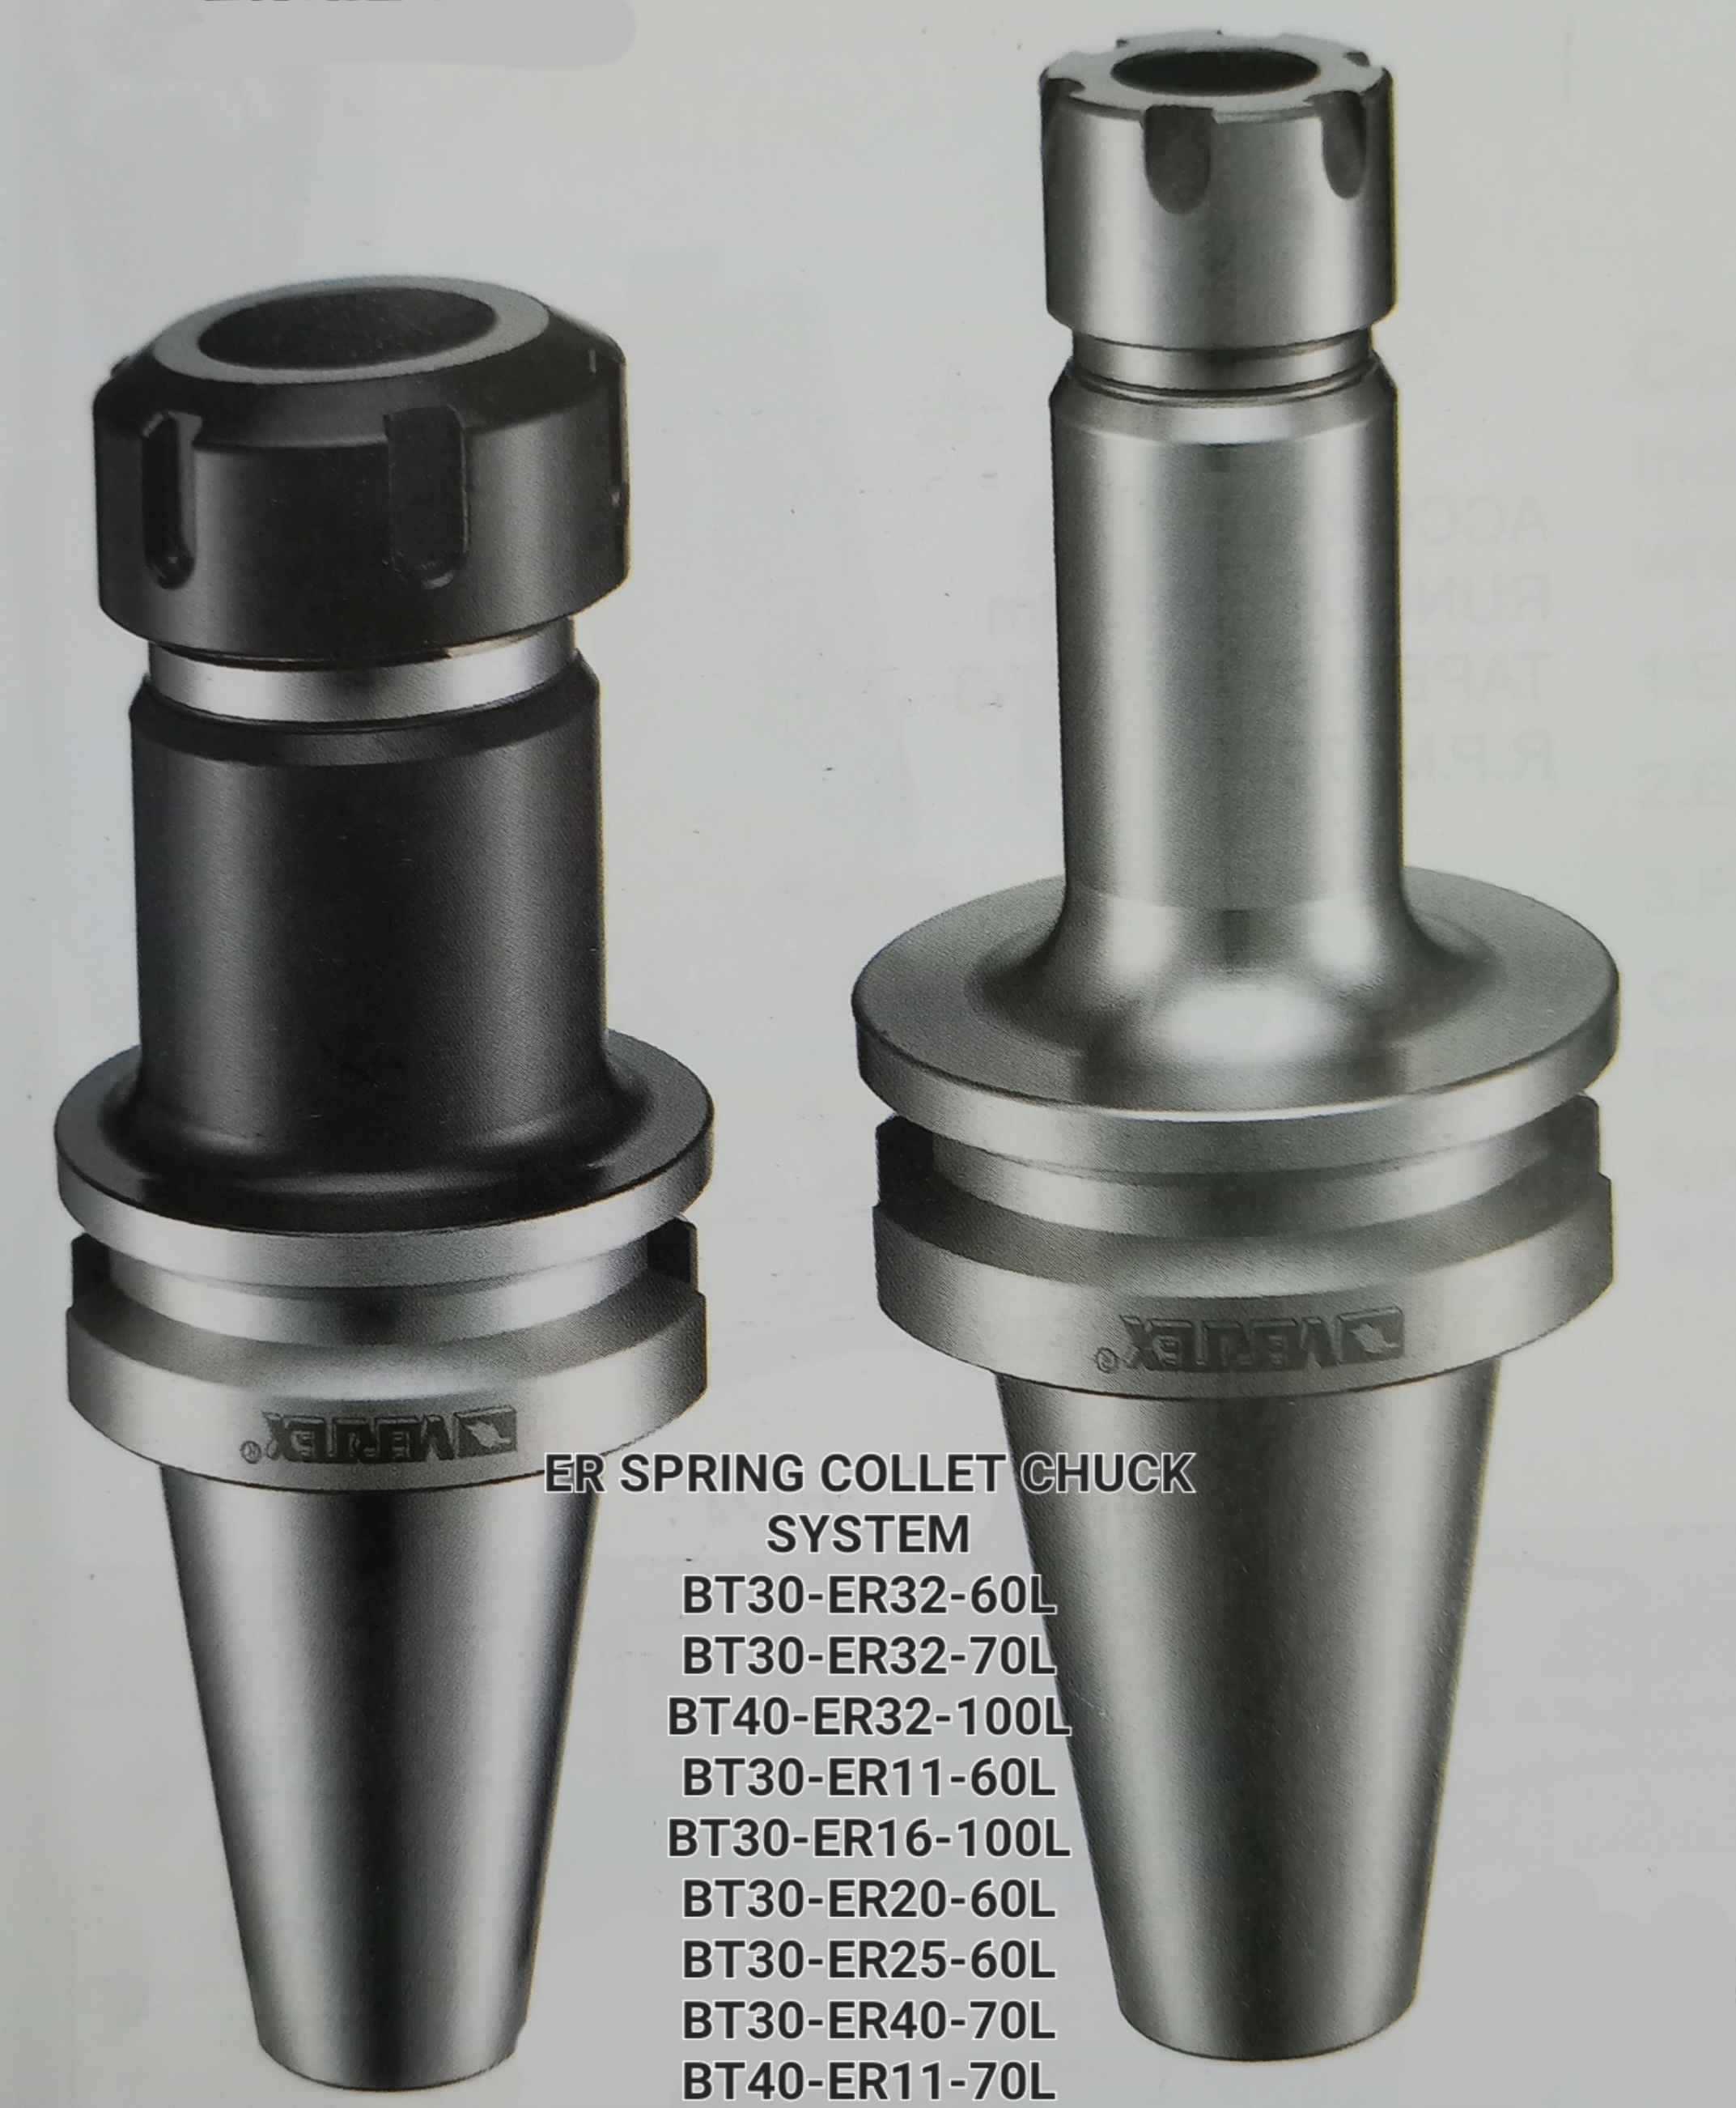 VERTEX®
VERTEX®
ER SPRING COLLET CHUCK
SYSTEM
BT30-ER32-60L
BT30-ER32-70L
BT40-ER32-100L
BT30-ER11-60L
BT30-ER16-100L
BT30-ER20-60L
BT30-ER25-60L
BT30-ER40-70L
BT40-ER11-70L